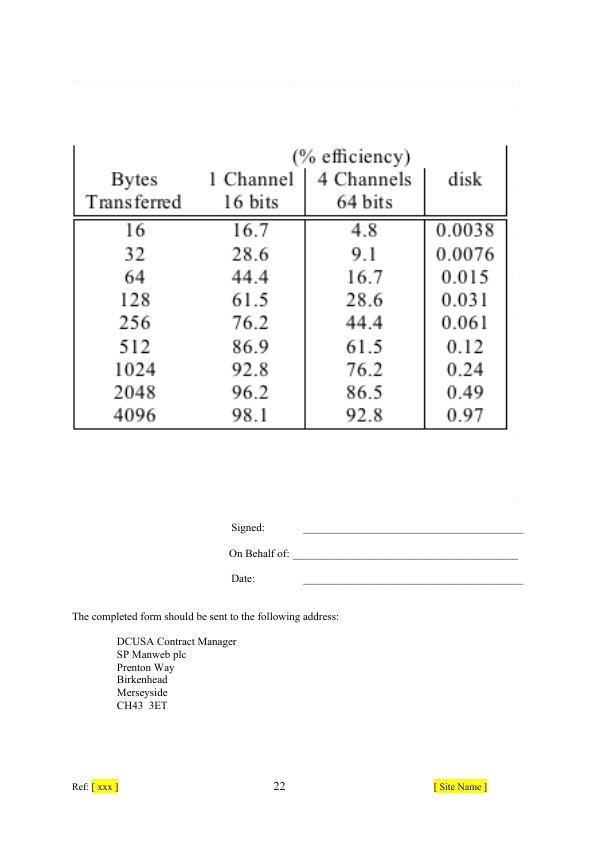 (% efficiency)
Bytes 1 Channel 4 Channels disk
Transferred 16 bits 64 bits
16 16.7 4.8 0.0038
32 28.6 9.1 0.0076
64 44.4 16.7 0.015
128 61.5 28.6 0.031
256 76.2 44.4 0.061
512 86.9 61.5 0.12
1024 92.8 76.2 0.24
2048 96.2 86.5 0.49
4096 98.1 92.8 0.97
Signed:
On Behalf of:
Date:
The completed form should be sent to the following address:
DCUSA Contract Manager
SP Manweb plc
Prenton Way
Birkenhead
Merseyside
CH43 3ET
Ref: [ xxx ] 22 [ Site Name ]